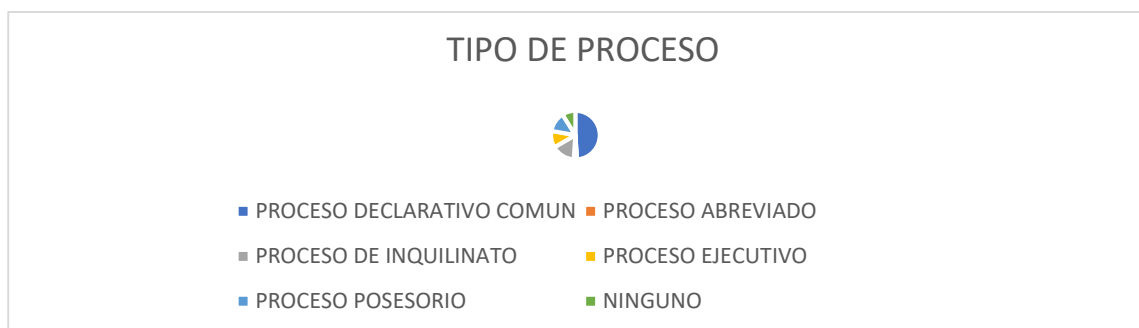 TIPO DE PROCESO
PROCESO DECLARATIVO COMUN PROCESO ABREVIADO
PROCESO DE INQUILINATO PROCESO EJECUTIVO
PROCESO POSESORIO NINGUNO